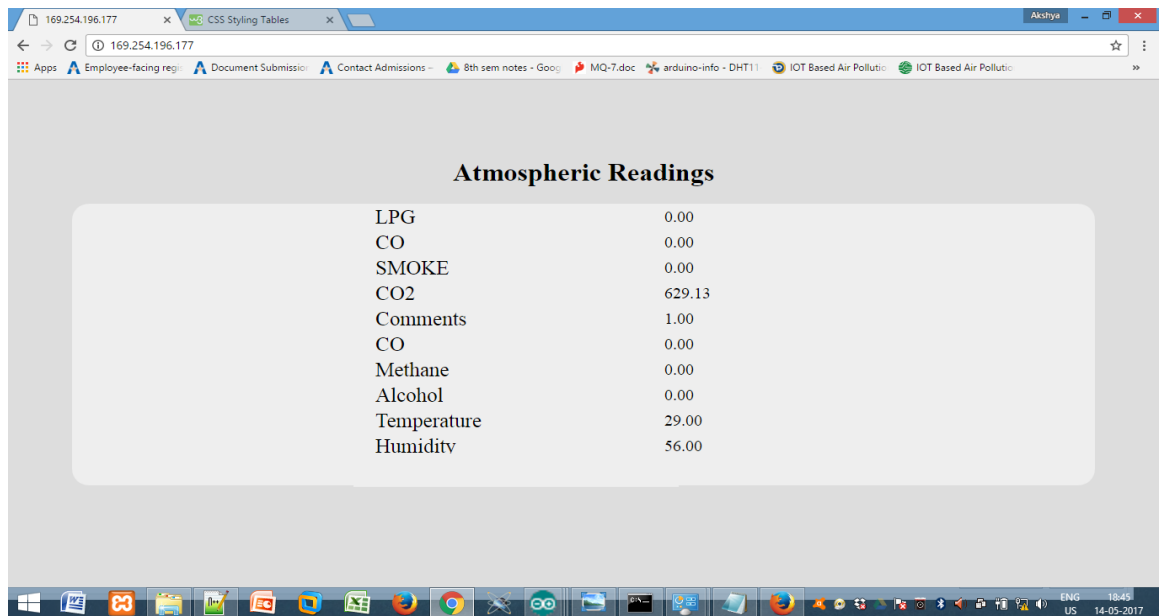 169.254.196.177 CSS Styling Tables Akshya
169.254.196.177
Apps Employee-facing regi Document Submissio Contact Admissions – 8th sem notes - Goog MQ-7.doc arduino-info - DHT11 IOT Based Air Pollutio IOT Based Air Pollutio »
Atmospheric Readings
LPG 0.00
CO 0.00
SMOKE 0.00
CO2 629.13
Comments 1.00
CO 0.00
Methane 0.00
Alcohol 0.00
Temperature 29.00
Humidity 56.00
ENG 18:45
US 14-05-2017